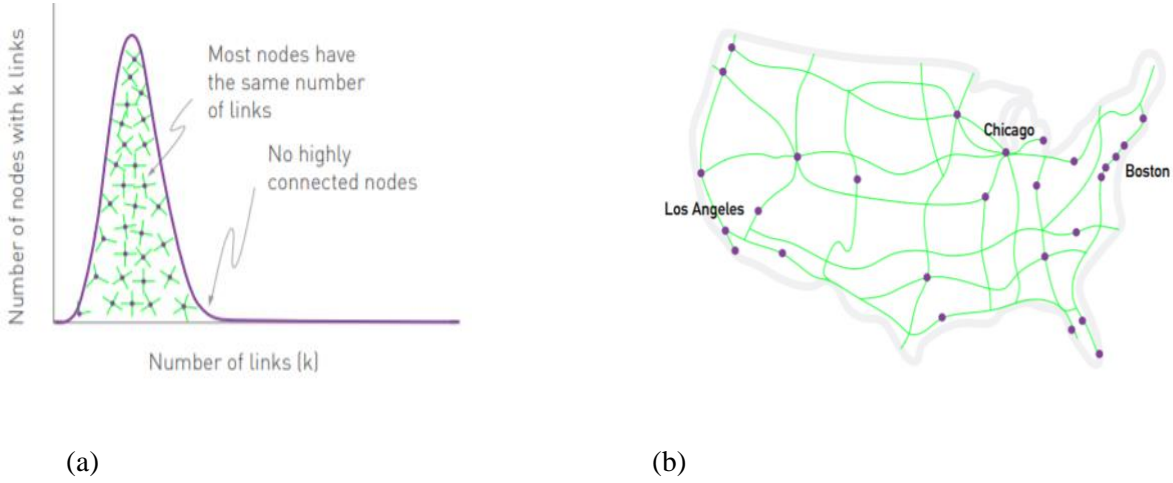 Number of nodes with k links
Most nodes have
the same number
of links
No highly
connected nodes
Number of links (k)
Chicago
Boston
Los Angeles
(a)
(b)